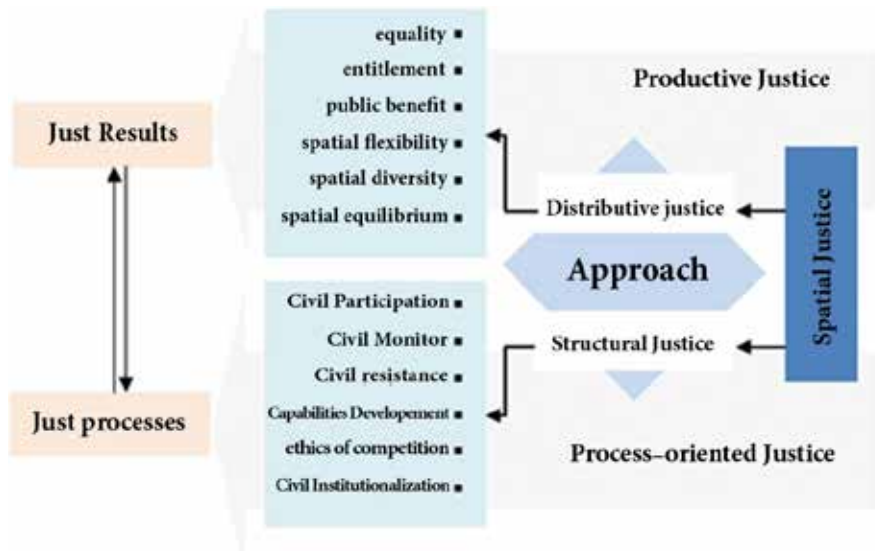 equality ▪
entitlement ▪
public benefit ▪
spatial flexibility ▪
spatial diversity ▪
spatial equilibrium ▪
Productive Justice
Just Results
Distributive justice
Approach
Spatial Justice
Structural Justice
Civil Participation ▪
Civil Monitor ▪
Civil resistance ▪
Capabilities Developement ▪
ethics of competition ▪
Civil Institutionalization ▪
Just processes
Process–oriented Justice